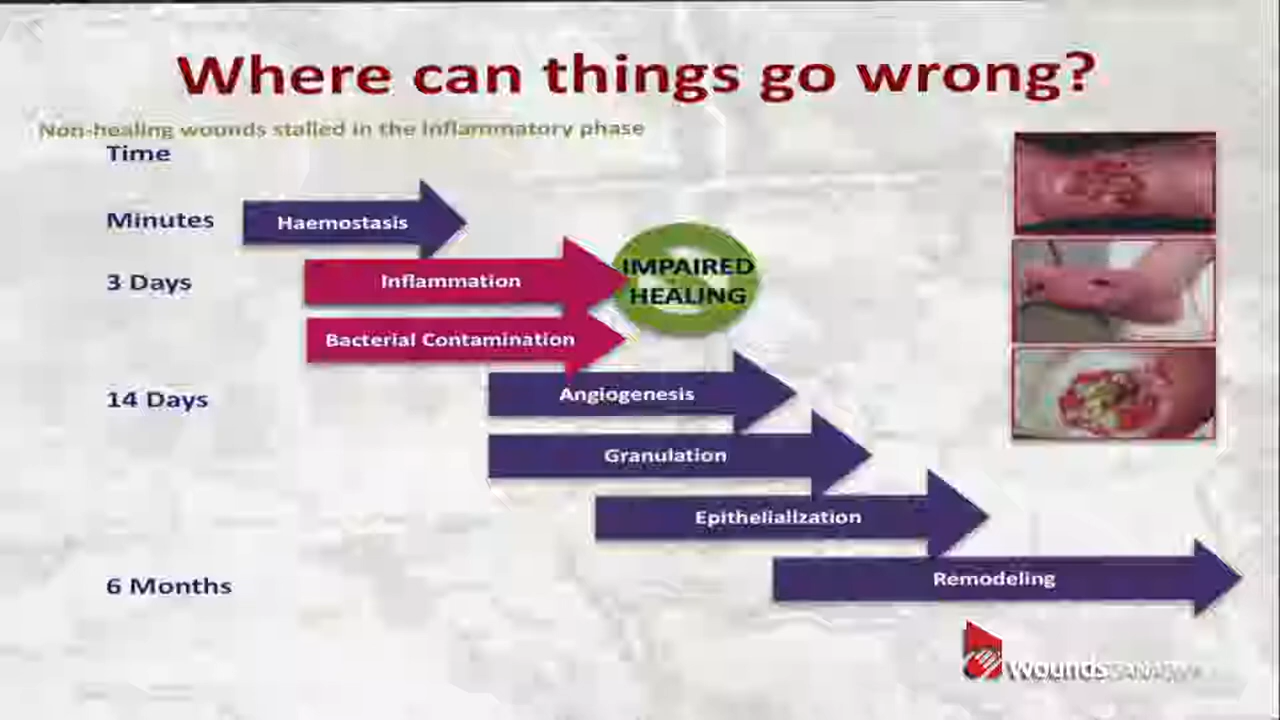 Where can things go wrong?
Non-healing wounds stalled in the inflammatory phase
Time
Minutes
Haemostasis
IMPAIRED
HEALING
3 Days
Inflammation
Bacterial Contamination
14 Days
Angiogenesis
Granulation
Epithelialization
6 Months
Remodeling
wounds